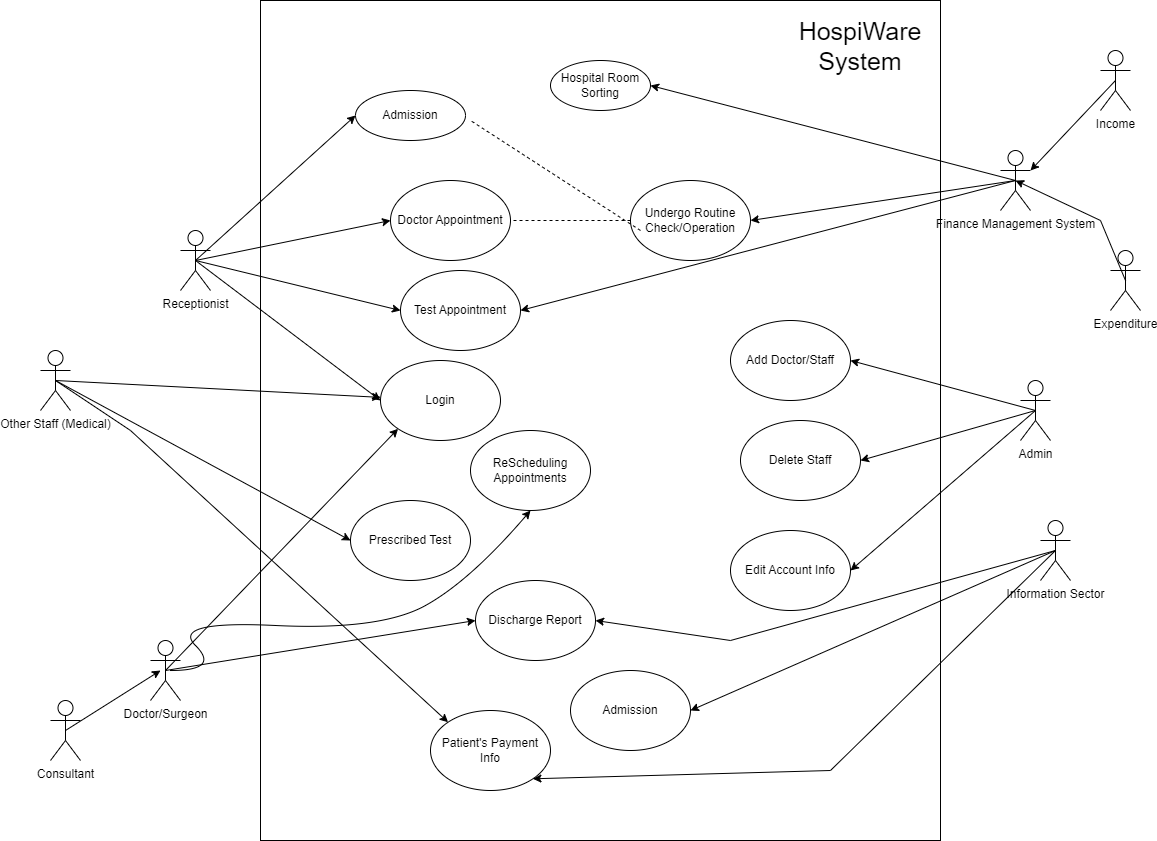 HospiWare
System
Hospital Room
Sorting
Income
Admission
Doctor Appointment
Undergo Routine
Check/Operation
Finance Management System
Receptionist
Test Appointment
Expenditure
Add Doctor/Staff
Other Staff (Medical)
Login
Admin
ReScheduling
Appointments
Delete Staff
Prescribed Test
Edit Account Info
Information Sector
Discharge Report
Doctor/Surgeon
Admission
Patient's Payment
Info
Consultant